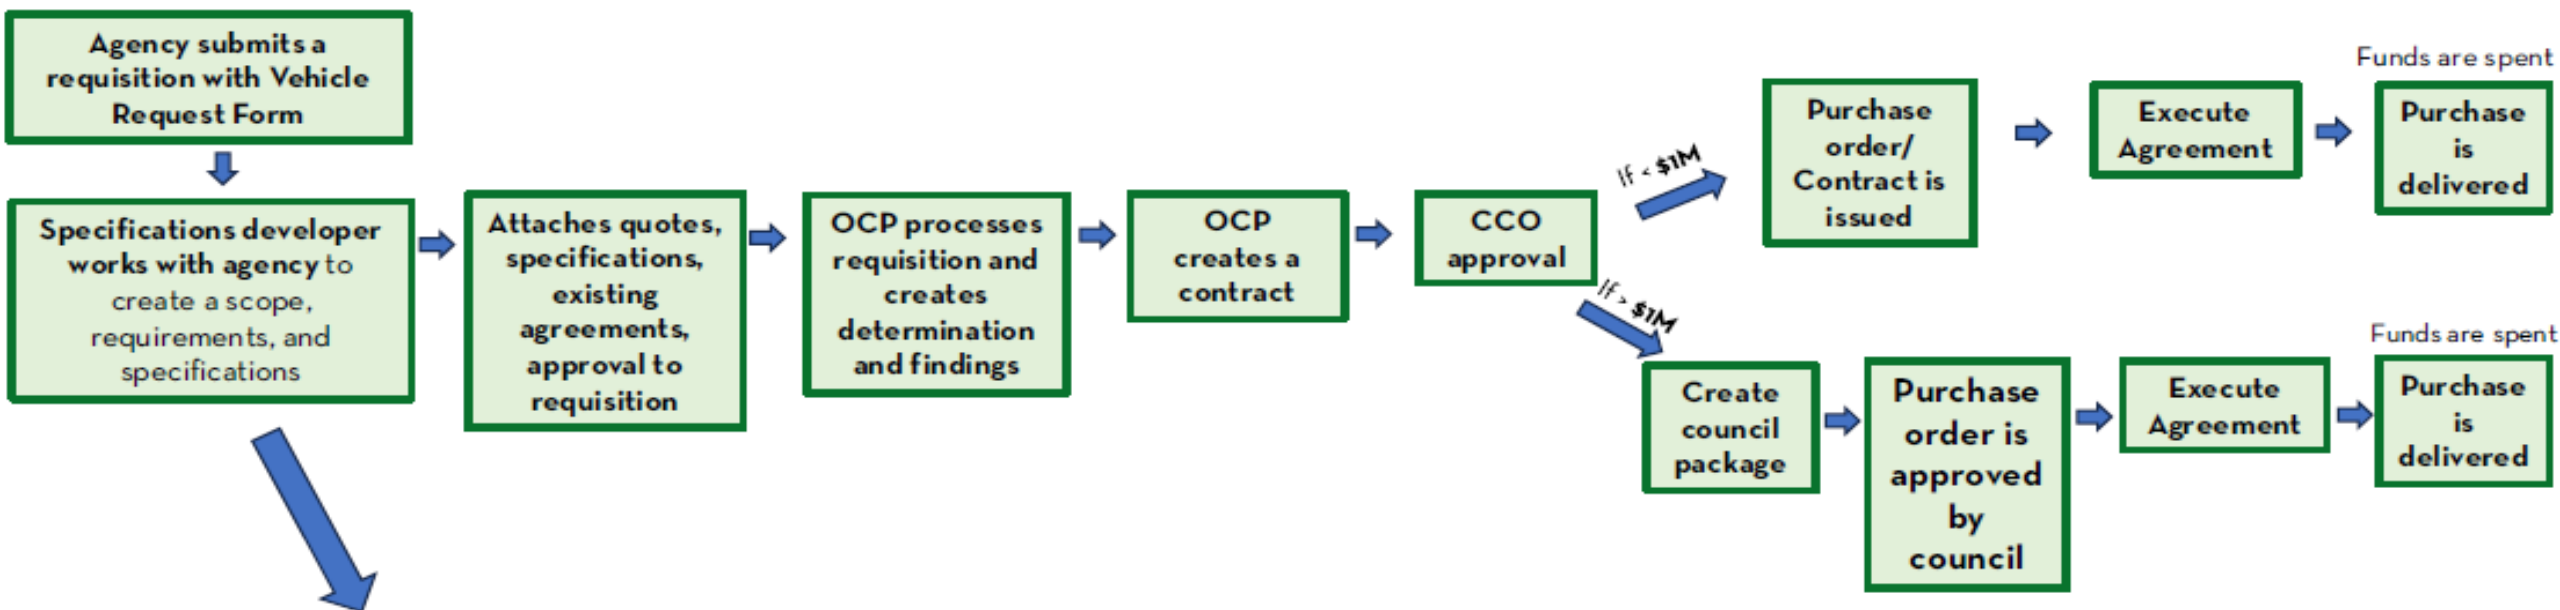 Agency submits a
requisition with Vehicle
Request Form
Specifications developer
works with agency to
create a scope,
requirements, and
specifications
Attaches quotes,
specifications,
existing
agreements,
approval to
requisition
OCP processes
requisition and
creates
determination
and findings
OCP
creates a
contract
CCO
approval
If < $1M
Purchase
order/
Contract is
issued
Execute
Agreement
Funds are spent
Purchase
is
delivered
If > $1M
Create
council
package
Purchase
order is
approved
by
council
Execute
Agreement
Funds are spent
Purchase
is
delivered